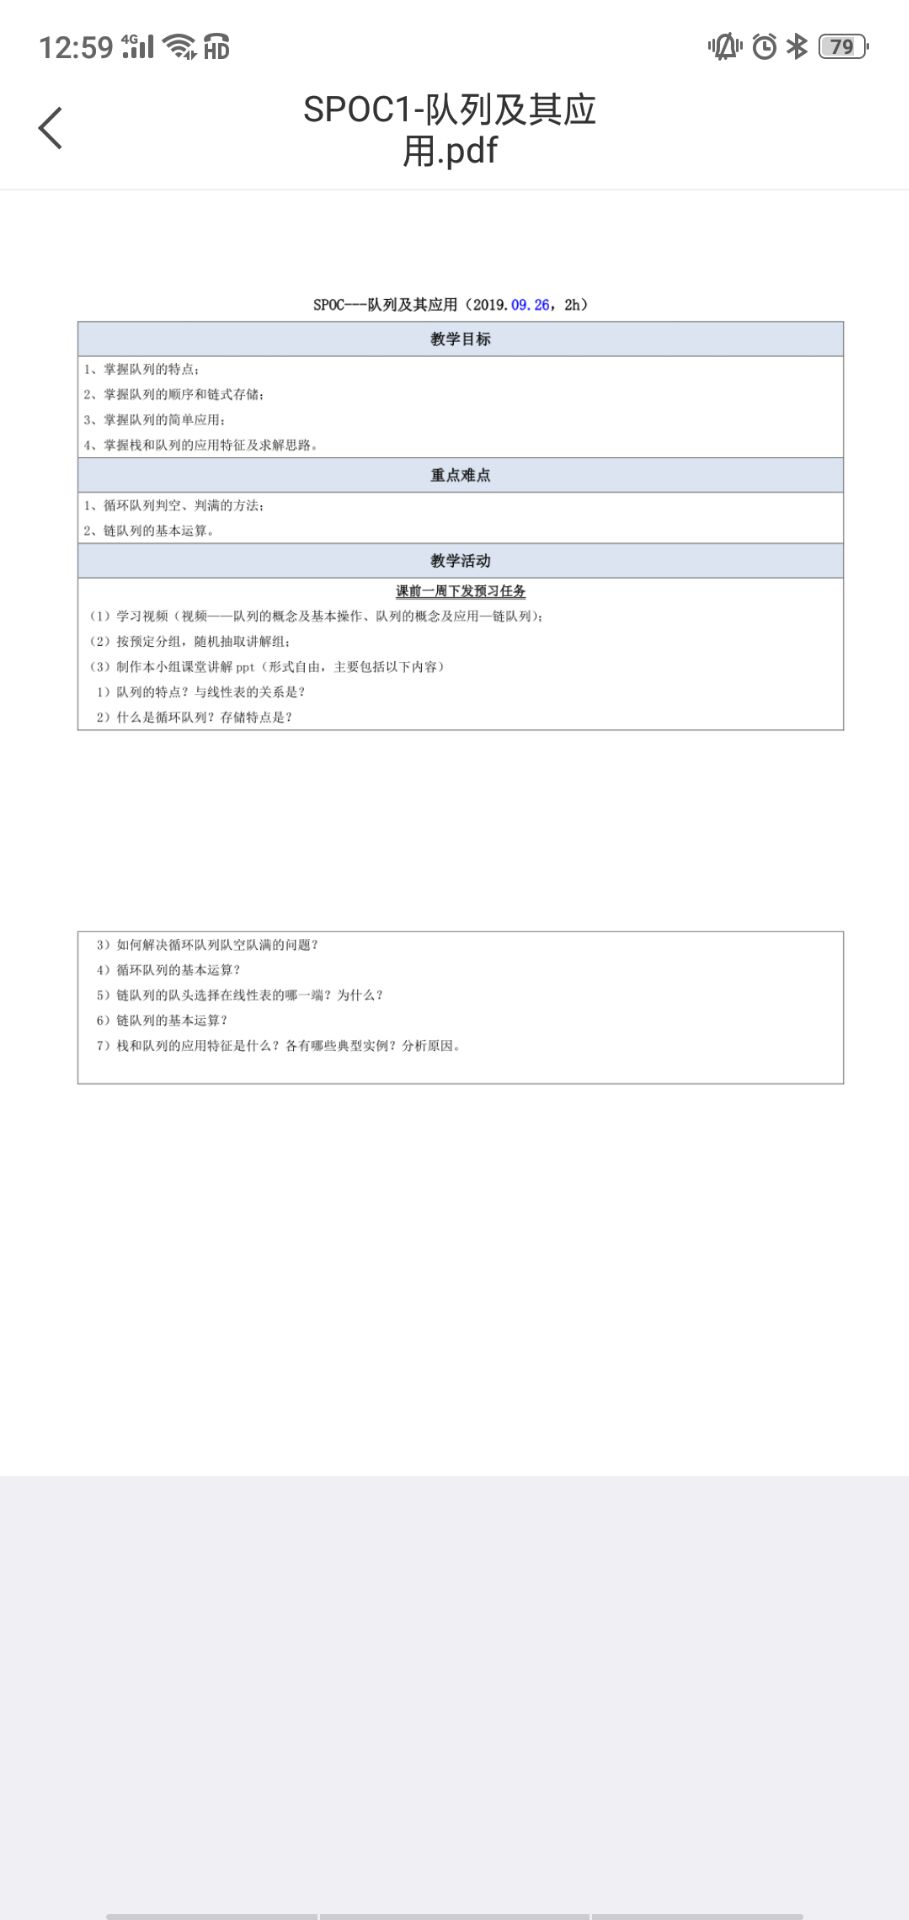 12:59 4G HD 79
SPOC1-队列及其应
用.pdf
SPOC---队列及其应用（2019.09.26，2h）
教学目标
1、掌握队列的特点；
2、掌握队列的顺序和链式存储；
3、掌握队列的简单应用；
4、掌握栈和队列的应用特征及求解思路。
重点难点
1、循环队列判空、判满的方法；
2、链队列的基本运算。
教学活动
课前一周下发预习任务
（1）学习视频（视频——队列的概念及基本操作、队列的概念及应用—链队列）；
（2）按预定分组，随机抽取讲解组；
（3）制作本小组课堂讲解 ppt（形式自由，主要包括以下内容）
1）队列的特点？与线性表的关系是？
2）什么是循环队列？存储特点是？
3）如何解决循环队列队空队满的问题？
4）循环队列的基本运算？
5）链队列的队头选择在线性表的哪一端？为什么？
6）链队列的基本运算？
7）栈和队列的应用特征是什么？各有哪些典型实例？分析原因。